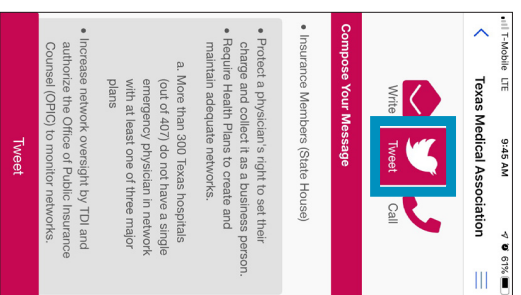 T-Mobile LTE 9:45 AM 61%
Texas Medical Association
Write Tweet Call
Compose Your Message
• Insurance Members (State House)
• Protect a physician's right to set their
charge and collect it as a business person.
• Require Health Plans to create and
maintain adequate networks.
a. More than 300 Texas hospitals
(out of 407) do not have a single
emergency physician in network
with at least one of three major
plans
• Increase network oversight by TDI and
authorize the Office of Public Insurance
Counsel (OPIC) to monitor networks.
Tweet